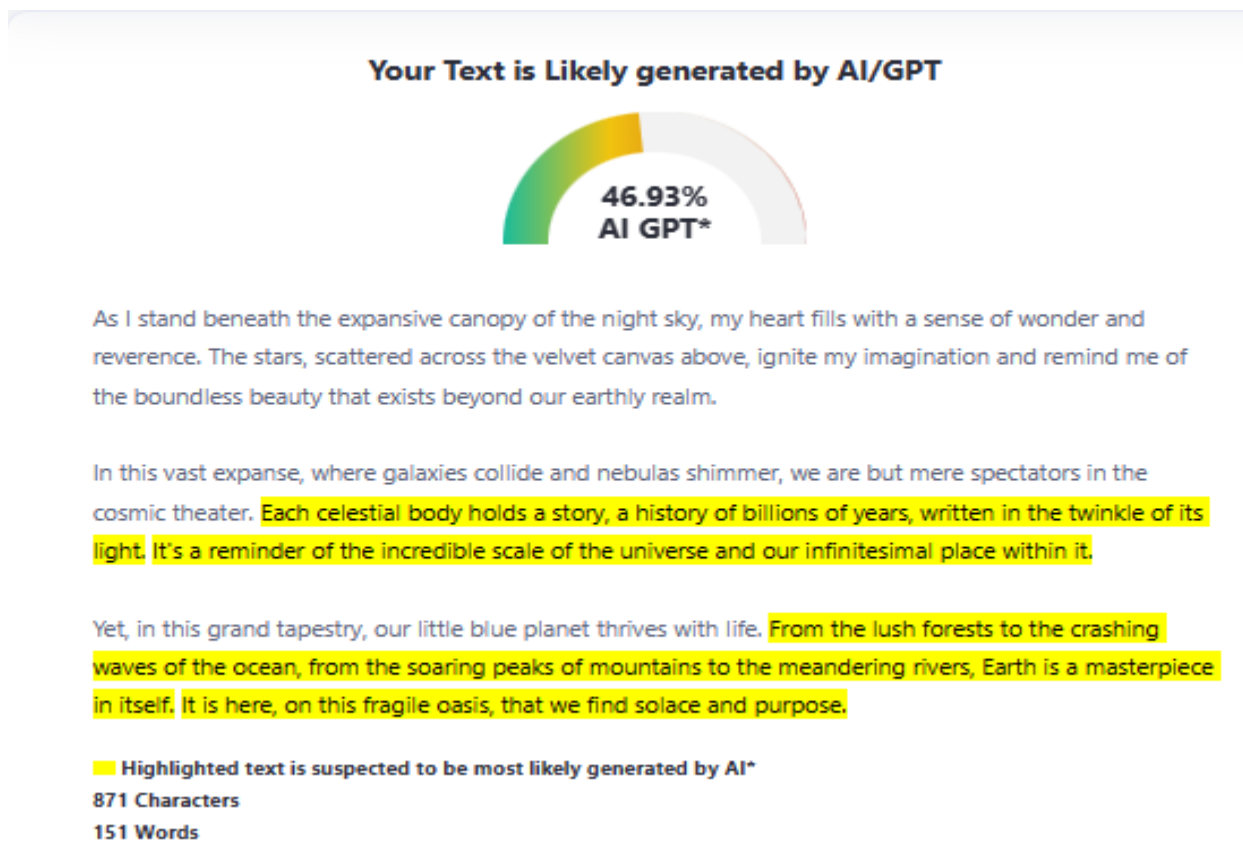 Your Text is Likely generated by AI/GPT
46.93%
AI GPT*
As I stand beneath the expansive canopy of the night sky, my heart fills with a sense of wonder and
reverence. The stars, scattered across the velvet canvas above, ignite my imagination and remind me of
the boundless beauty that exists beyond our earthly realm.
In this vast expanse, where galaxies collide and nebulas shimmer, we are but mere spectators in the
cosmic theater. Each celestial body holds a story, a history of billions of years, written in the twinkle of its
light. It's a reminder of the incredible scale of the universe and our infinitesimal place within it.
Yet, in this grand tapestry, our little blue planet thrives with life. From the lush forests to the crashing
waves of the ocean, from the soaring peaks of mountains to the meandering rivers, Earth is a masterpiece
in itself. It is here, on this fragile oasis, that we find solace and purpose.
Highlighted text is suspected to be most likely generated by AI*
871 Characters
151 Words